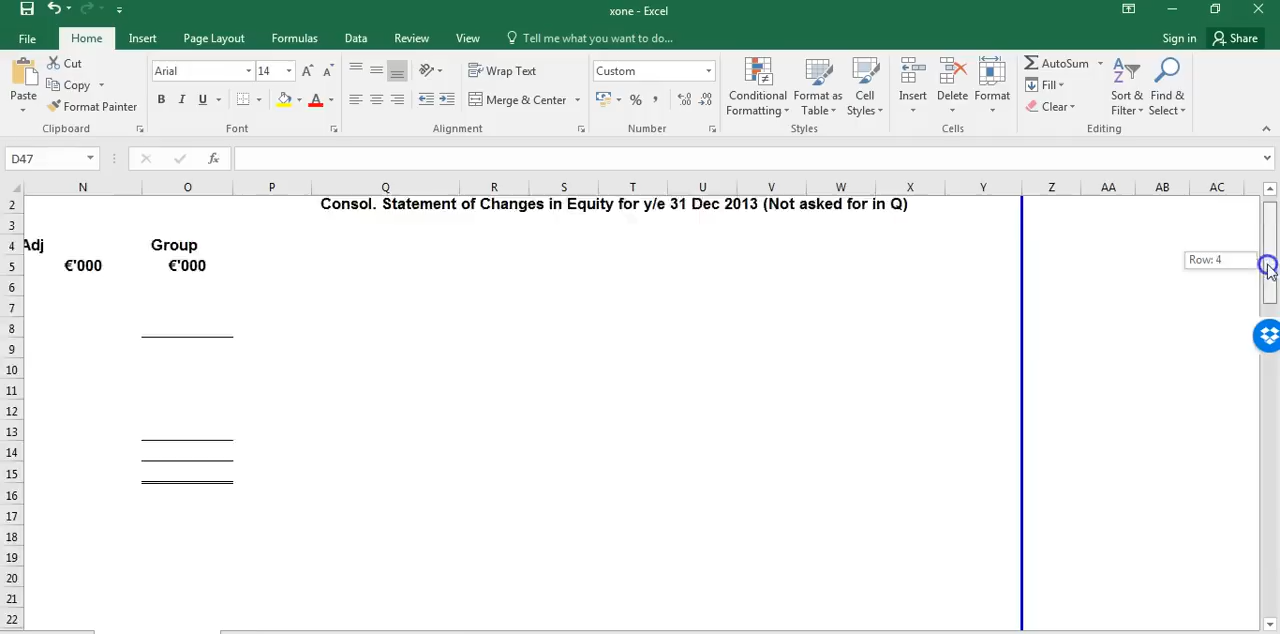 xone - Excel
File Home Insert Page Layout Formulas Data Review View Tell me what you want to do... Sign in Share
Paste Cut Copy Format Painter Clipboard
Arial 14 B I U Font
Wrap Text Merge & Center Alignment
Custom % , Number
Conditional Formatting Format as Table Cell Styles Styles
Insert Delete Format Cells
AutoSum Fill Clear Sort & Filter Find & Select Editing
D47 fx
N O P Q R S T U V W X Y Z AA AB AC
2 Consol. Statement of Changes in Equity for y/e 31 Dec 2013 (Not asked for in Q)
3
4 Adj Group
Row: 4
5 €'000 €'000
6
7
8
9
10
11
12
13
14
15
16
17
18
19
20
21
22